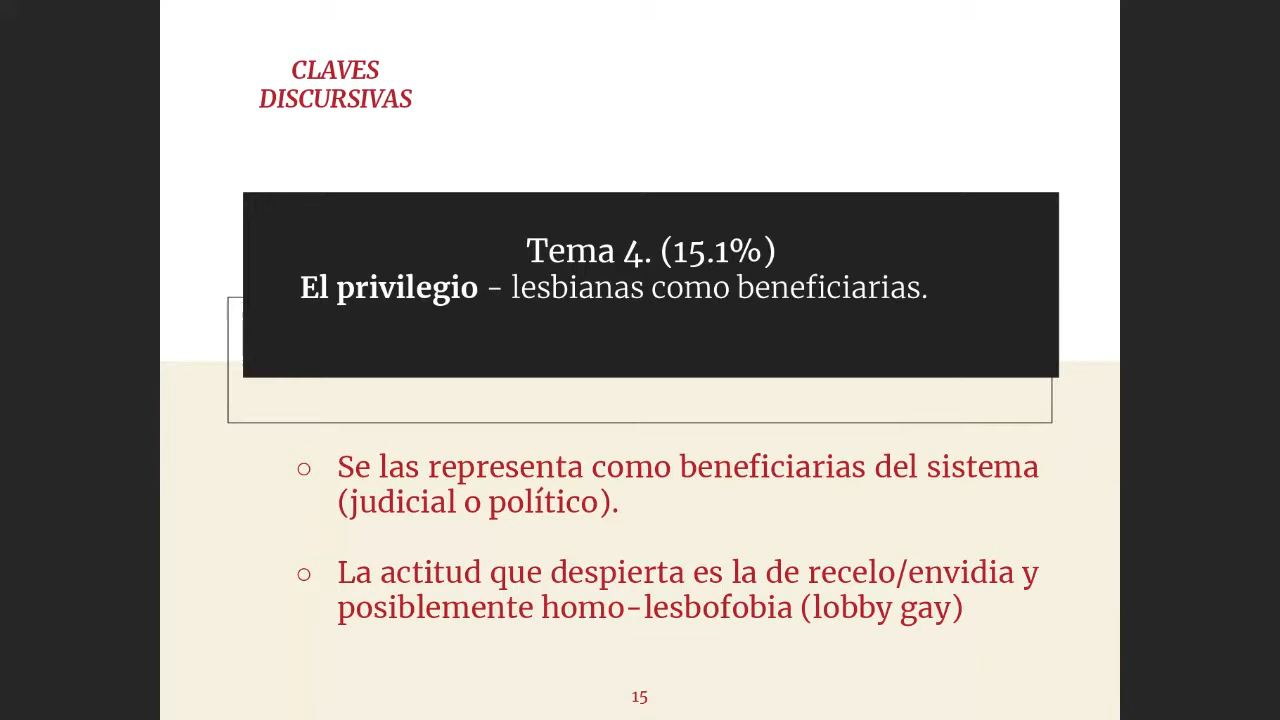 CLAVES
DISCURSIVAS
Tema 4. (15.1%)
El privilegio - lesbianas como beneficiarias.
○ Se las representa como beneficiarias del sistema
(judicial o político).
○ La actitud que despierta es la de recelo/envidia y
posiblemente homo-lesbofobia (lobby gay)
15